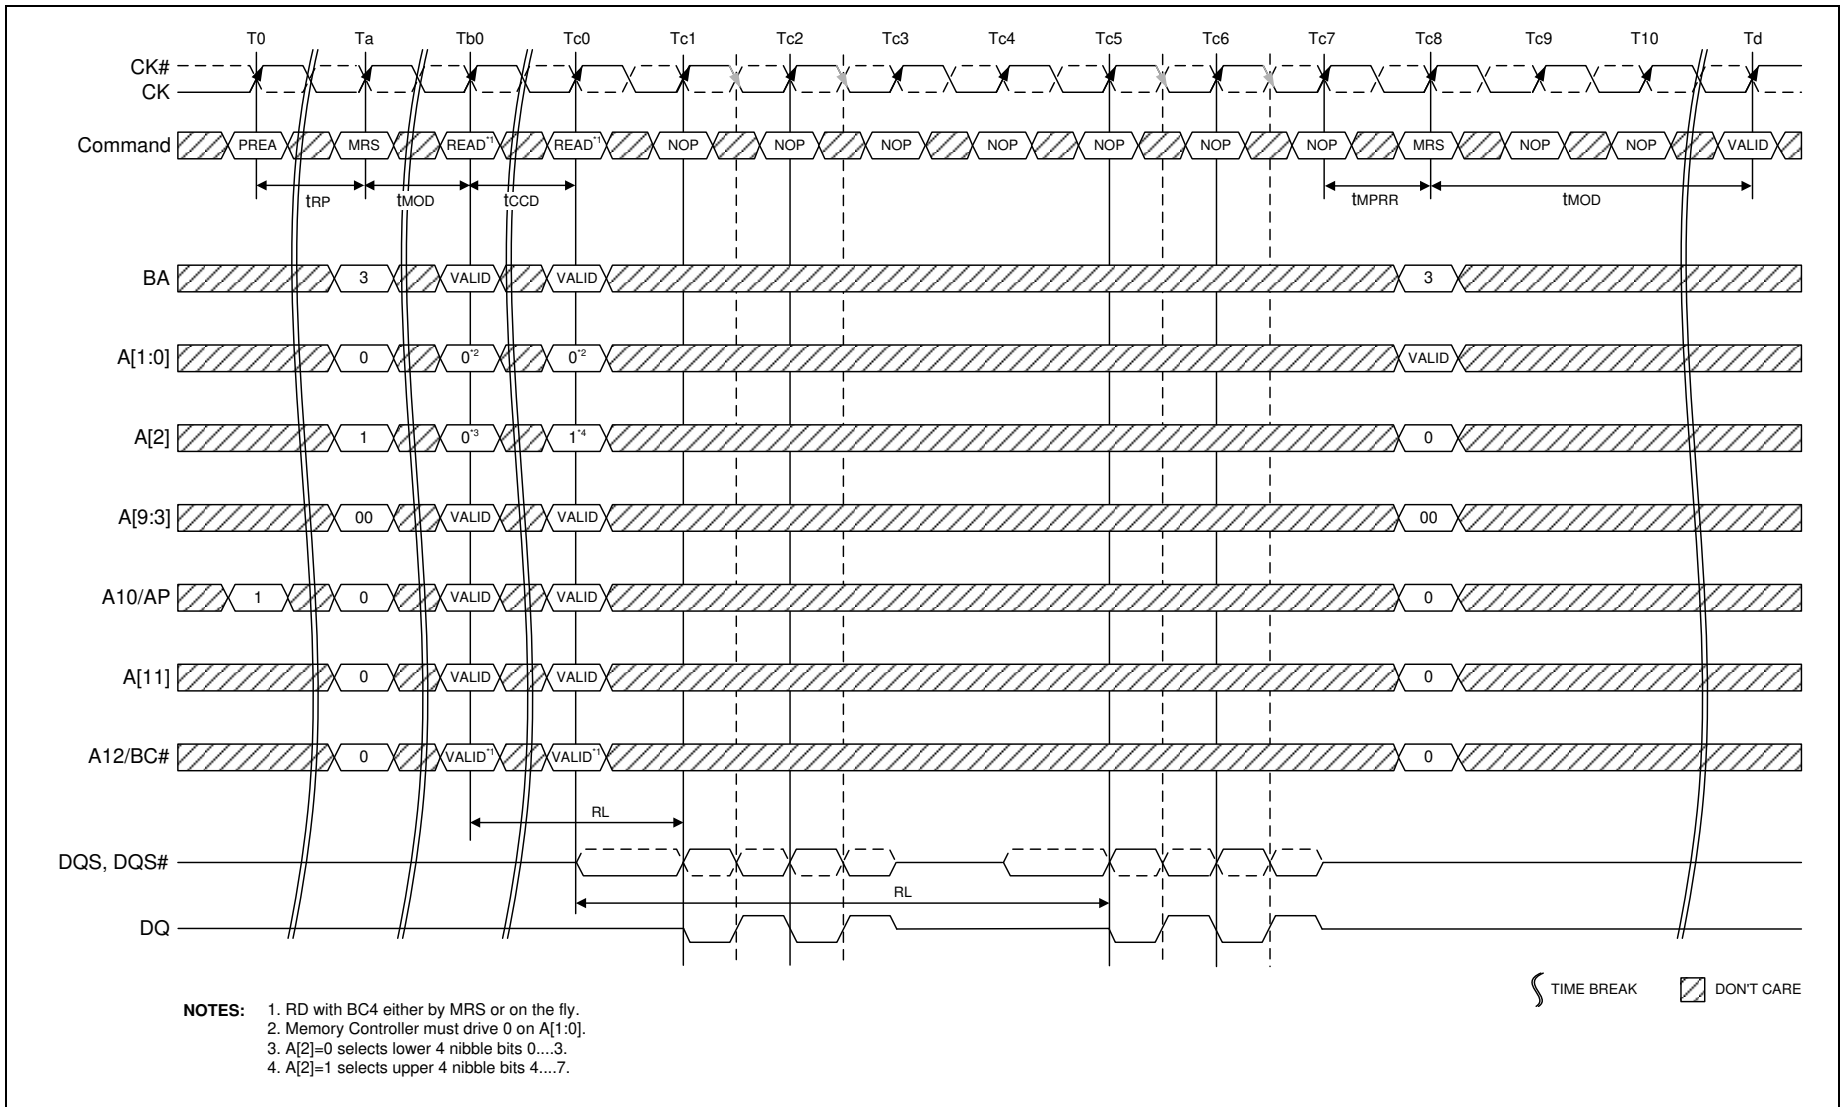 T0 Ta Tb0 Tc0 Tc1 Tc2 Tc3 Tc4 Tc5 Tc6 Tc7 Tc8 Tc9 T10 Td
CK#
CK
Command PREA MRS READ*1 READ*1 NOP NOP NOP NOP NOP NOP NOP MRS NOP NOP VALID
tRP tMOD tCCD tMPRR tMOD
BA 3 VALID VALID 3
A[1:0] 0 0*2 0*2 VALID
A[2] 1 0*3 1*4 0
A[9:3] 00 VALID VALID 00
A10/AP 1 0 VALID VALID 0
A[11] 0 VALID VALID 0
A12/BC# 0 VALID*1 VALID*1 0
RL
DQS, DQS#
RL
DQ
TIME BREAK DON'T CARE
NOTES: 1. RD with BC4 either by MRS or on the fly.
2. Memory Controller must drive 0 on A[1:0].
3. A[2]=0 selects lower 4 nibble bits 0....3.
4. A[2]=1 selects upper 4 nibble bits 4....7.